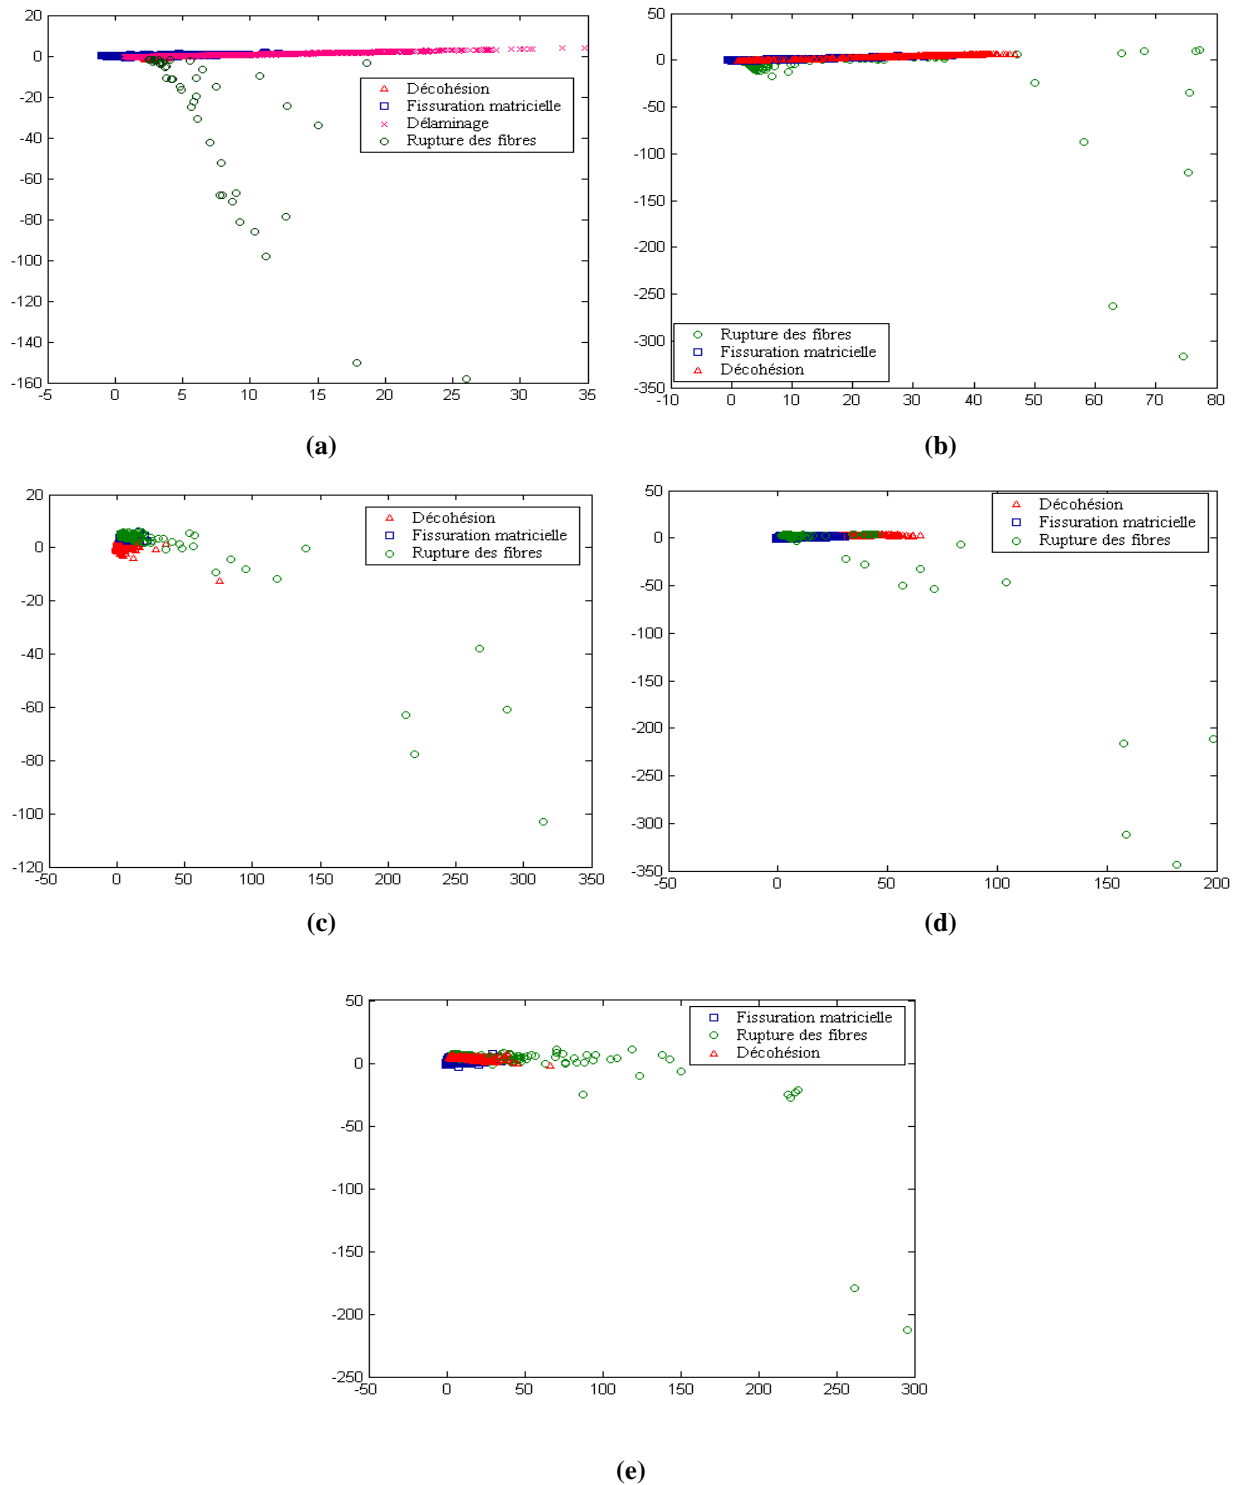 20
0
-20
-40
-60
-80
-100
-120
-140
-160
-5 0 5 10 15 20 25 30 35
Décohésion
Fissuration matricielle
Délaminage
Rupture des fibres
(a)
50
0
-50
-100
-150
-200
-250
-300
-350
-10 0 10 20 30 40 50 60 70 80
Rupture des fibres
Fissuration matricielle
Décohésion
(b)
20
0
-20
-40
-60
-80
-100
-120
-50 0 50 100 150 200 250 300 350
Décohésion
Fissuration matricielle
Rupture des fibres
(c)
50
0
-50
-100
-150
-200
-250
-300
-350
-50 0 50 100 150 200
Décohésion
Fissuration matricielle
Rupture des fibres
(d)
50
0
-50
-100
-150
-200
-250
-50 0 50 100 150 200 250 300
Fissuration matricielle
Rupture des fibres
Décohésion
(e)